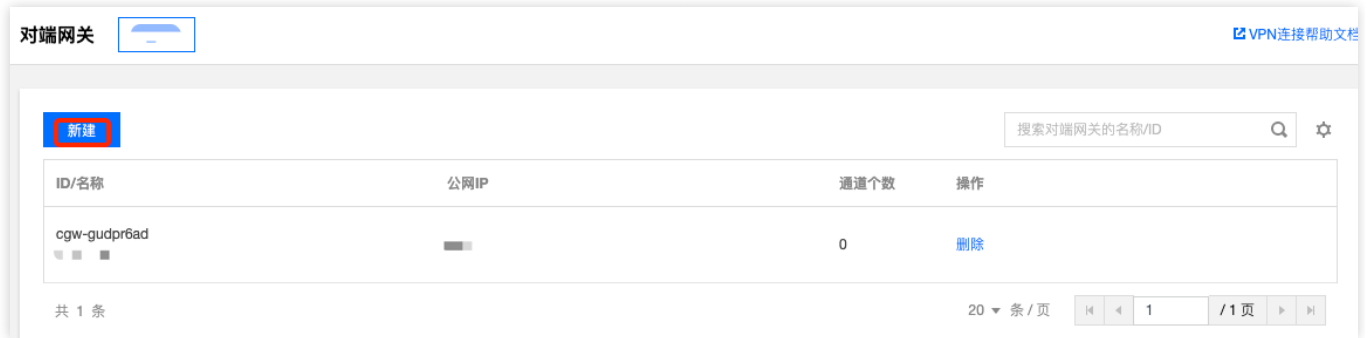 对端网关
VPN连接帮助文档
新建
搜索对端网关的名称/ID
ID/名称 公网IP 通道个数 操作
cgw-gudpr6ad
0 删除
共 1 条 20 条 / 页 1 / 1 页